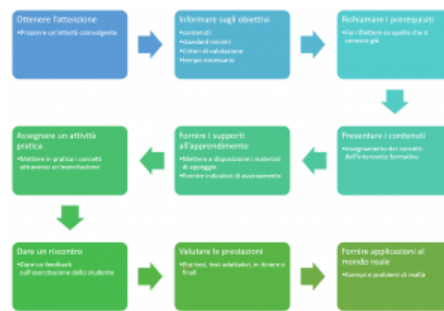 Ottenere l'attenzione
•Proporre un'attività coinvolgente
Informare sugli obiettivi
•contenuti
•standard minimi
•Criteri di valutazione
•tempo necessario
Richiamare i prerequisiti
•Far riflettere su quello che si
conosce già
Presentare i contenuti
•Insegnamento dei concetti
dell'intervento formativo
Fornire i supporti
all'apprendimento
•Mettere a disposizione i materiali
di appoggio
•Fornire indicatori di avanzamento
Assegnare un attività
pratica
•Mettere in pratica i concetti
attraverso un'esercitazione
Dare un riscontro
•Dare un feedback
sull'esercitazione dello studente
Valutare le prestazioni
•Pre-test, test adattativi, in itinere e
finali
Fornire applicazioni al
mondo reale
•Esempi e problemi di realtà